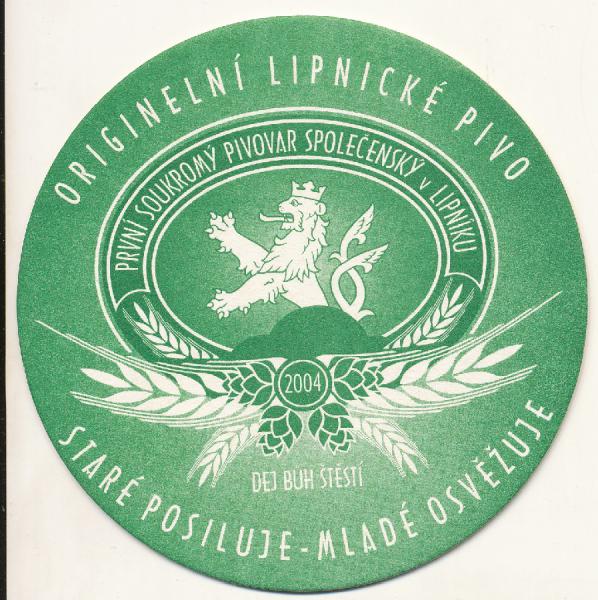 ORIGINELNÍ LIPNICKÉ PIVO
PRVNÍ SOUKROMÝ PIVOVAR SPOLEČENSKÝ v LIPNÍKU
2004
DEJ BUH ŠTĚSTÍ
STARÉ POSILUJE - MLADÉ OSVĚŽUJE